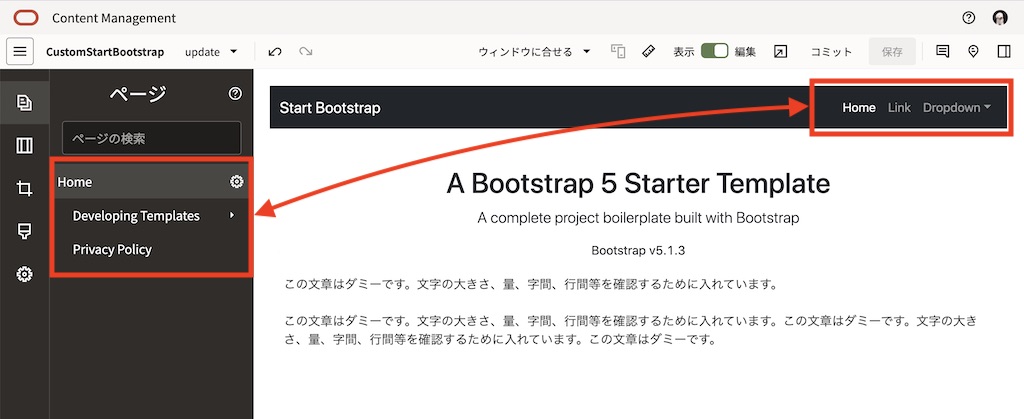 Content Management
CustomStartBootstrap update ウィンドウに合せる 表示 編集 コミット 保存
ページ
ページの検索
Home
Developing Templates
Privacy Policy
Start Bootstrap Home Link Dropdown
A Bootstrap 5 Starter Template
A complete project boilerplate built with Bootstrap
Bootstrap v5.1.3
この文章はダミーです。文字の大きさ、量、字間、行間等を確認するために入れています。
この文章はダミーです。文字の大きさ、量、字間、行間等を確認するために入れています。この文章はダミーです。文字の大き
さ、量、字間、行間等を確認するために入れています。この文章はダミーです。